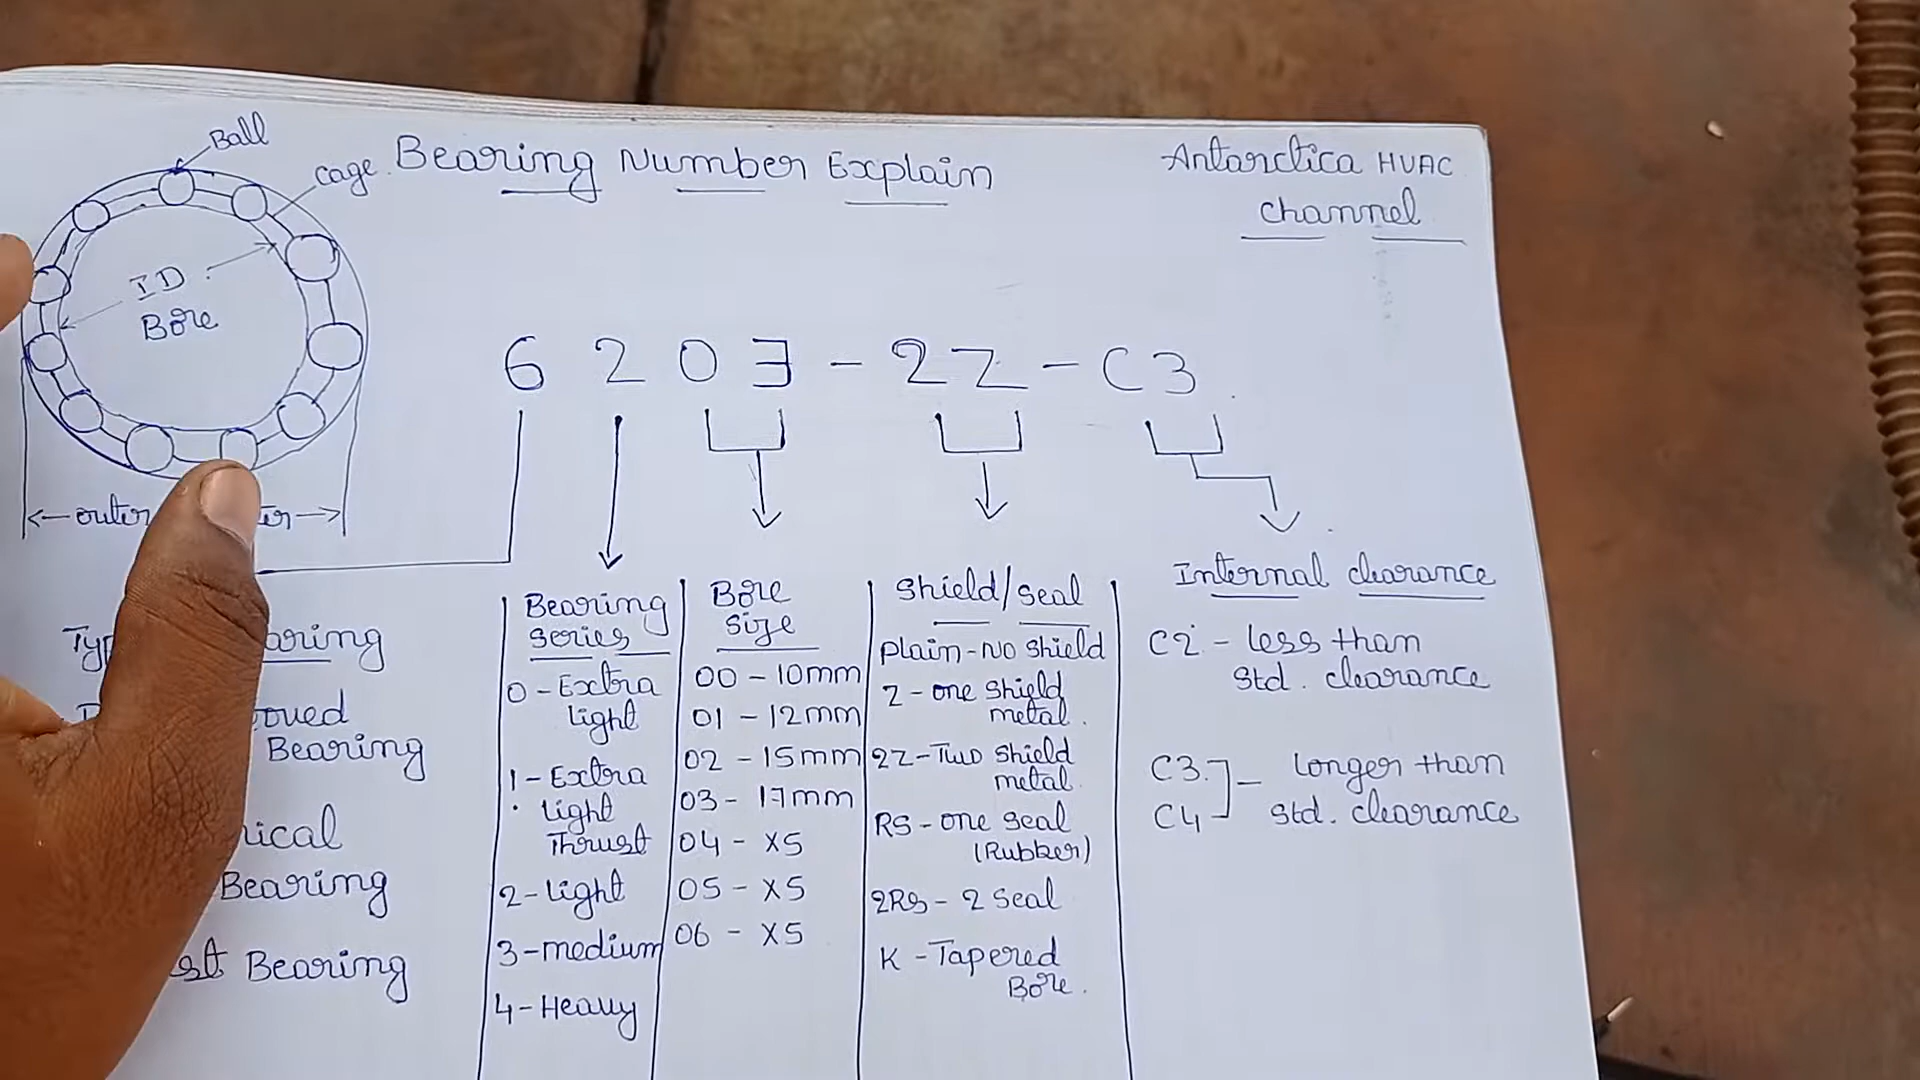 Ball
cage
Bearing Number Explain
Antarctica HVAC
channel
ID
Bore
6 2 0 3 - 2 Z - C 3
outer
Bearing
Series
0 - Extra
Light
1 - Extra
Light
Thrust
2 - Light
3 - medium
4 - Heavy
Bore
Size
00 - 10mm
01 - 12mm
02 - 15mm
03 - 17mm
04 - X5
05 - X5
06 - X5
Shield/Seal
Plain - No Shield
Z - one Shield
metal.
2Z - Two Shield
metal.
RS - one Seal
(Rubber)
2RS - 2 Seal
K - Tapered
Bore.
Internal clearance
C2 - Less than
Std. clearance
C3
C4 - Longer than
Std. clearance
Bearing
Bearing
Bearing